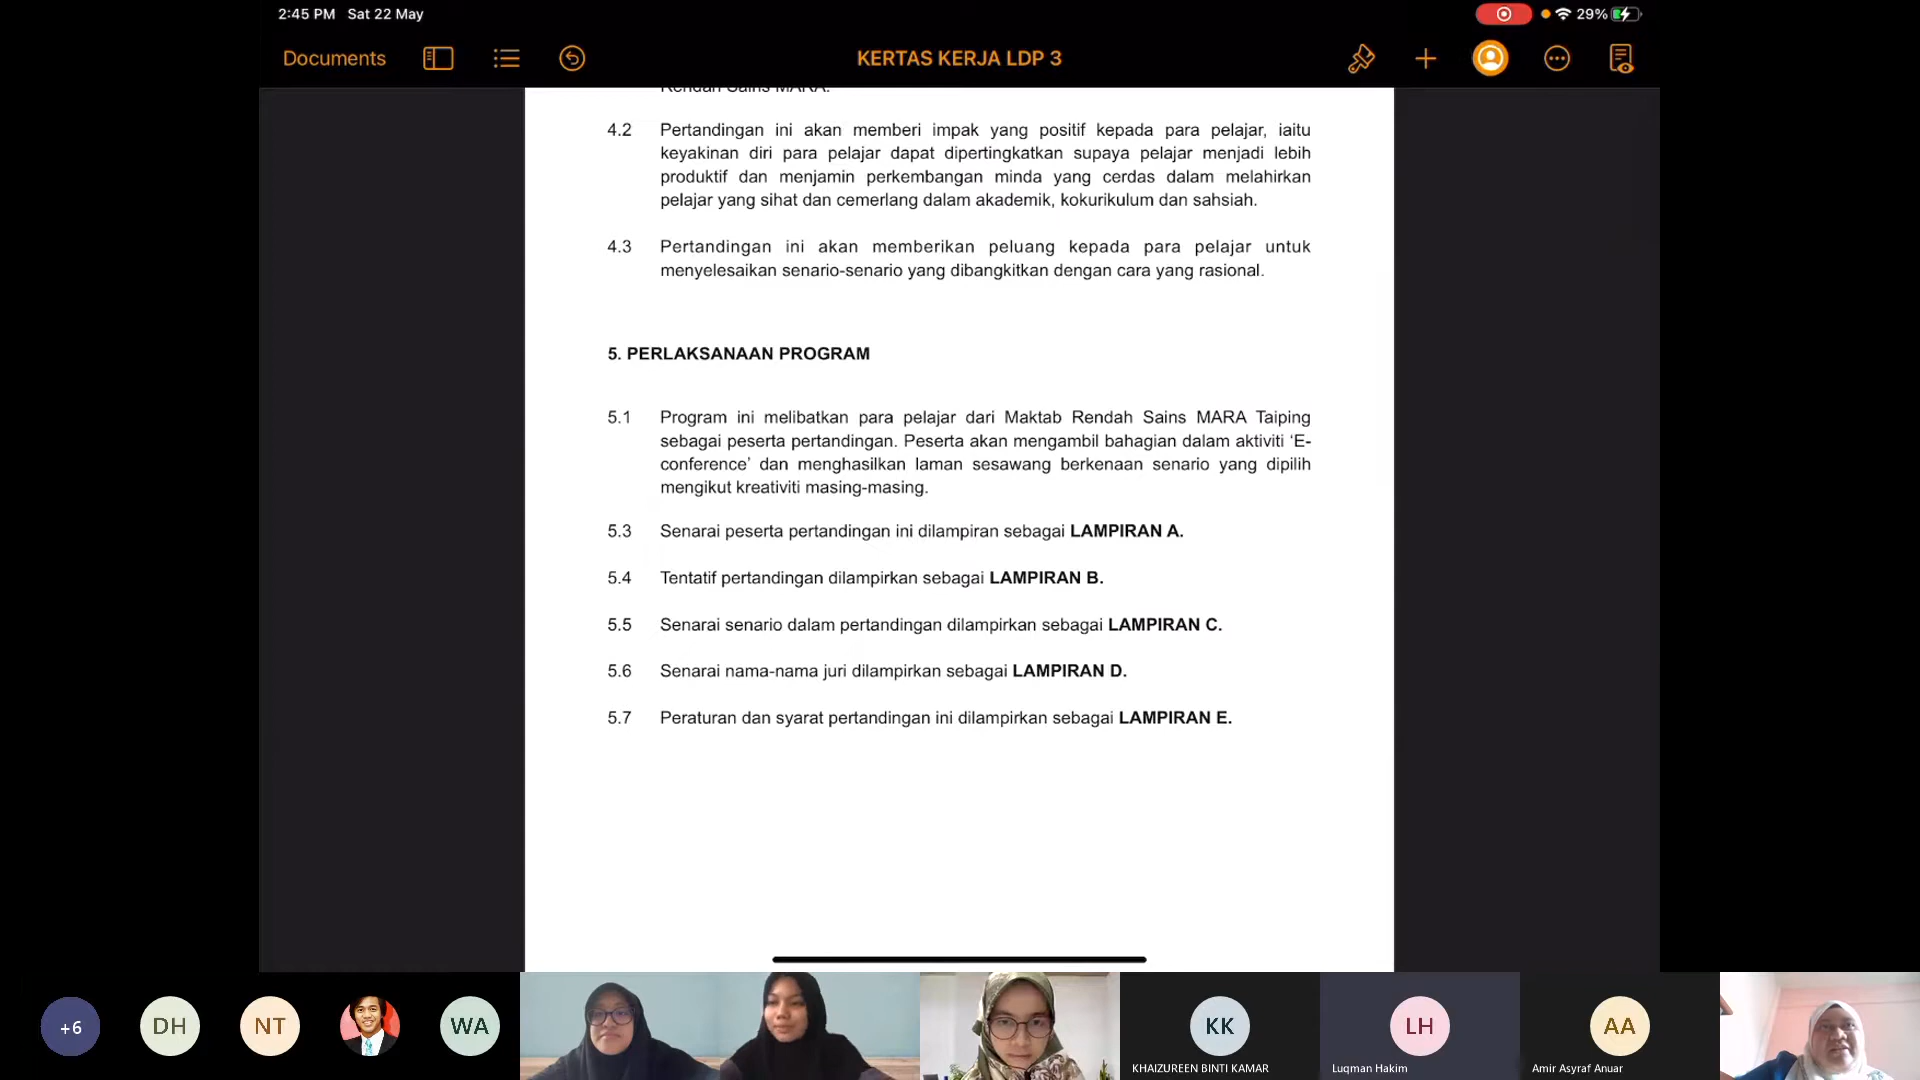 2:45 PM Sat 22 May
29%
Documents
KERTAS KERJA LDP 3
Rendah Sains MARA.
4.2 Pertandingan ini akan memberi impak yang positif kepada para pelajar, iaitu
keyakinan diri para pelajar dapat dipertingkatkan supaya pelajar menjadi lebih
produktif dan menjamin perkembangan minda yang cerdas dalam melahirkan
pelajar yang sihat dan cemerlang dalam akademik, kokurikulum dan sahsiah.
4.3 Pertandingan ini akan memberikan peluang kepada para pelajar untuk
menyelesaikan senario-senario yang dibangkitkan dengan cara yang rasional.
5. PERLAKSANAAN PROGRAM
5.1 Program ini melibatkan para pelajar dari Maktab Rendah Sains MARA Taiping
sebagai peserta pertandingan. Peserta akan mengambil bahagian dalam aktiviti ‘E-
conference’ dan menghasilkan laman sesawang berkenaan senario yang dipilih
mengikut kreativiti masing-masing.
5.3 Senarai peserta pertandingan ini dilampiran sebagai LAMPIRAN A.
5.4 Tentatif pertandingan dilampirkan sebagai LAMPIRAN B.
5.5 Senarai senario dalam pertandingan dilampirkan sebagai LAMPIRAN C.
5.6 Senarai nama-nama juri dilampirkan sebagai LAMPIRAN D.
5.7 Peraturan dan syarat pertandingan ini dilampirkan sebagai LAMPIRAN E.
+6
DH
NT
WA
KK
KHAIZUREEN BINTI KAMAR
LH
Luqman Hakim
AA
Amir Asyraf Anuar